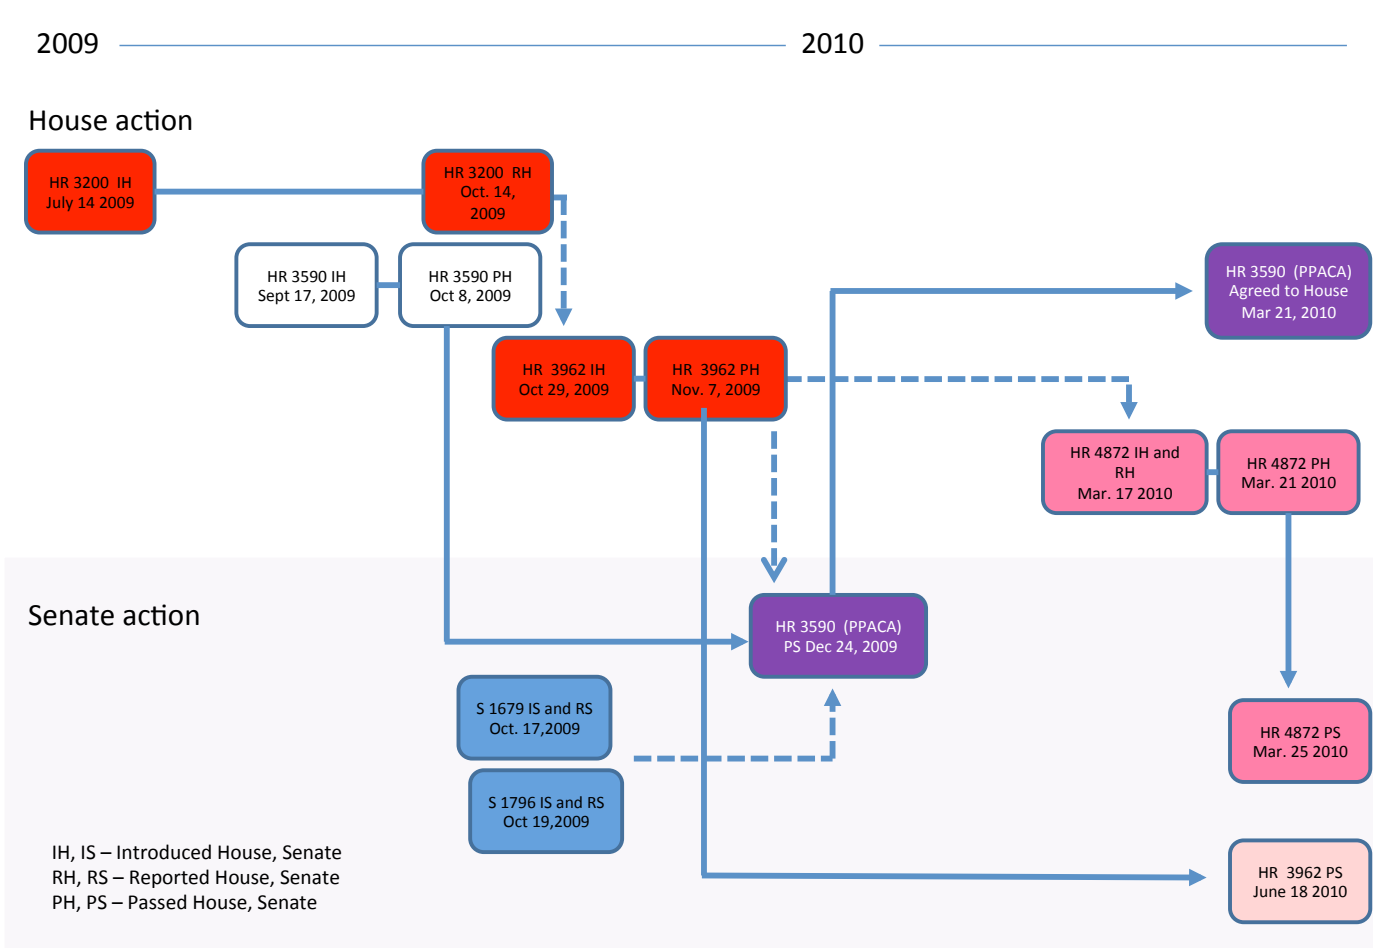 2009
2010
House action
HR 3200 IH
July 14 2009
HR 3200 RH
Oct. 14,
2009
HR 3590 IH
Sept 17, 2009
HR 3590 PH
Oct 8, 2009
HR 3590 (PPACA)
Agreed to House
Mar 21, 2010
HR 3962 IH
Oct 29, 2009
HR 3962 PH
Nov. 7, 2009
HR 4872 IH and
RH
Mar. 17 2010
HR 4872 PH
Mar. 21 2010
Senate action
HR 3590 (PPACA)
PS Dec 24, 2009
S 1679 IS and RS
Oct. 17,2009
HR 4872 PS
Mar. 25 2010
S 1796 IS and RS
Oct 19,2009
IH, IS – Introduced House, Senate
RH, RS – Reported House, Senate
PH, PS – Passed House, Senate
HR 3962 PS
June 18 2010